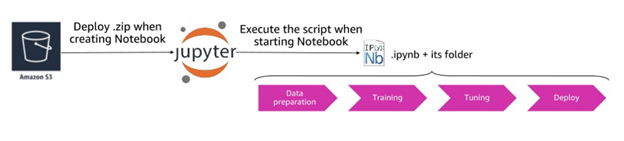 Deploy .zip when
creating Notebook
Amazon S3
jupyter
Execute the script when
starting Notebook
IP[y]:
Nb
.ipynb + its folder
Data
preparation
Training
Tuning
Deploy